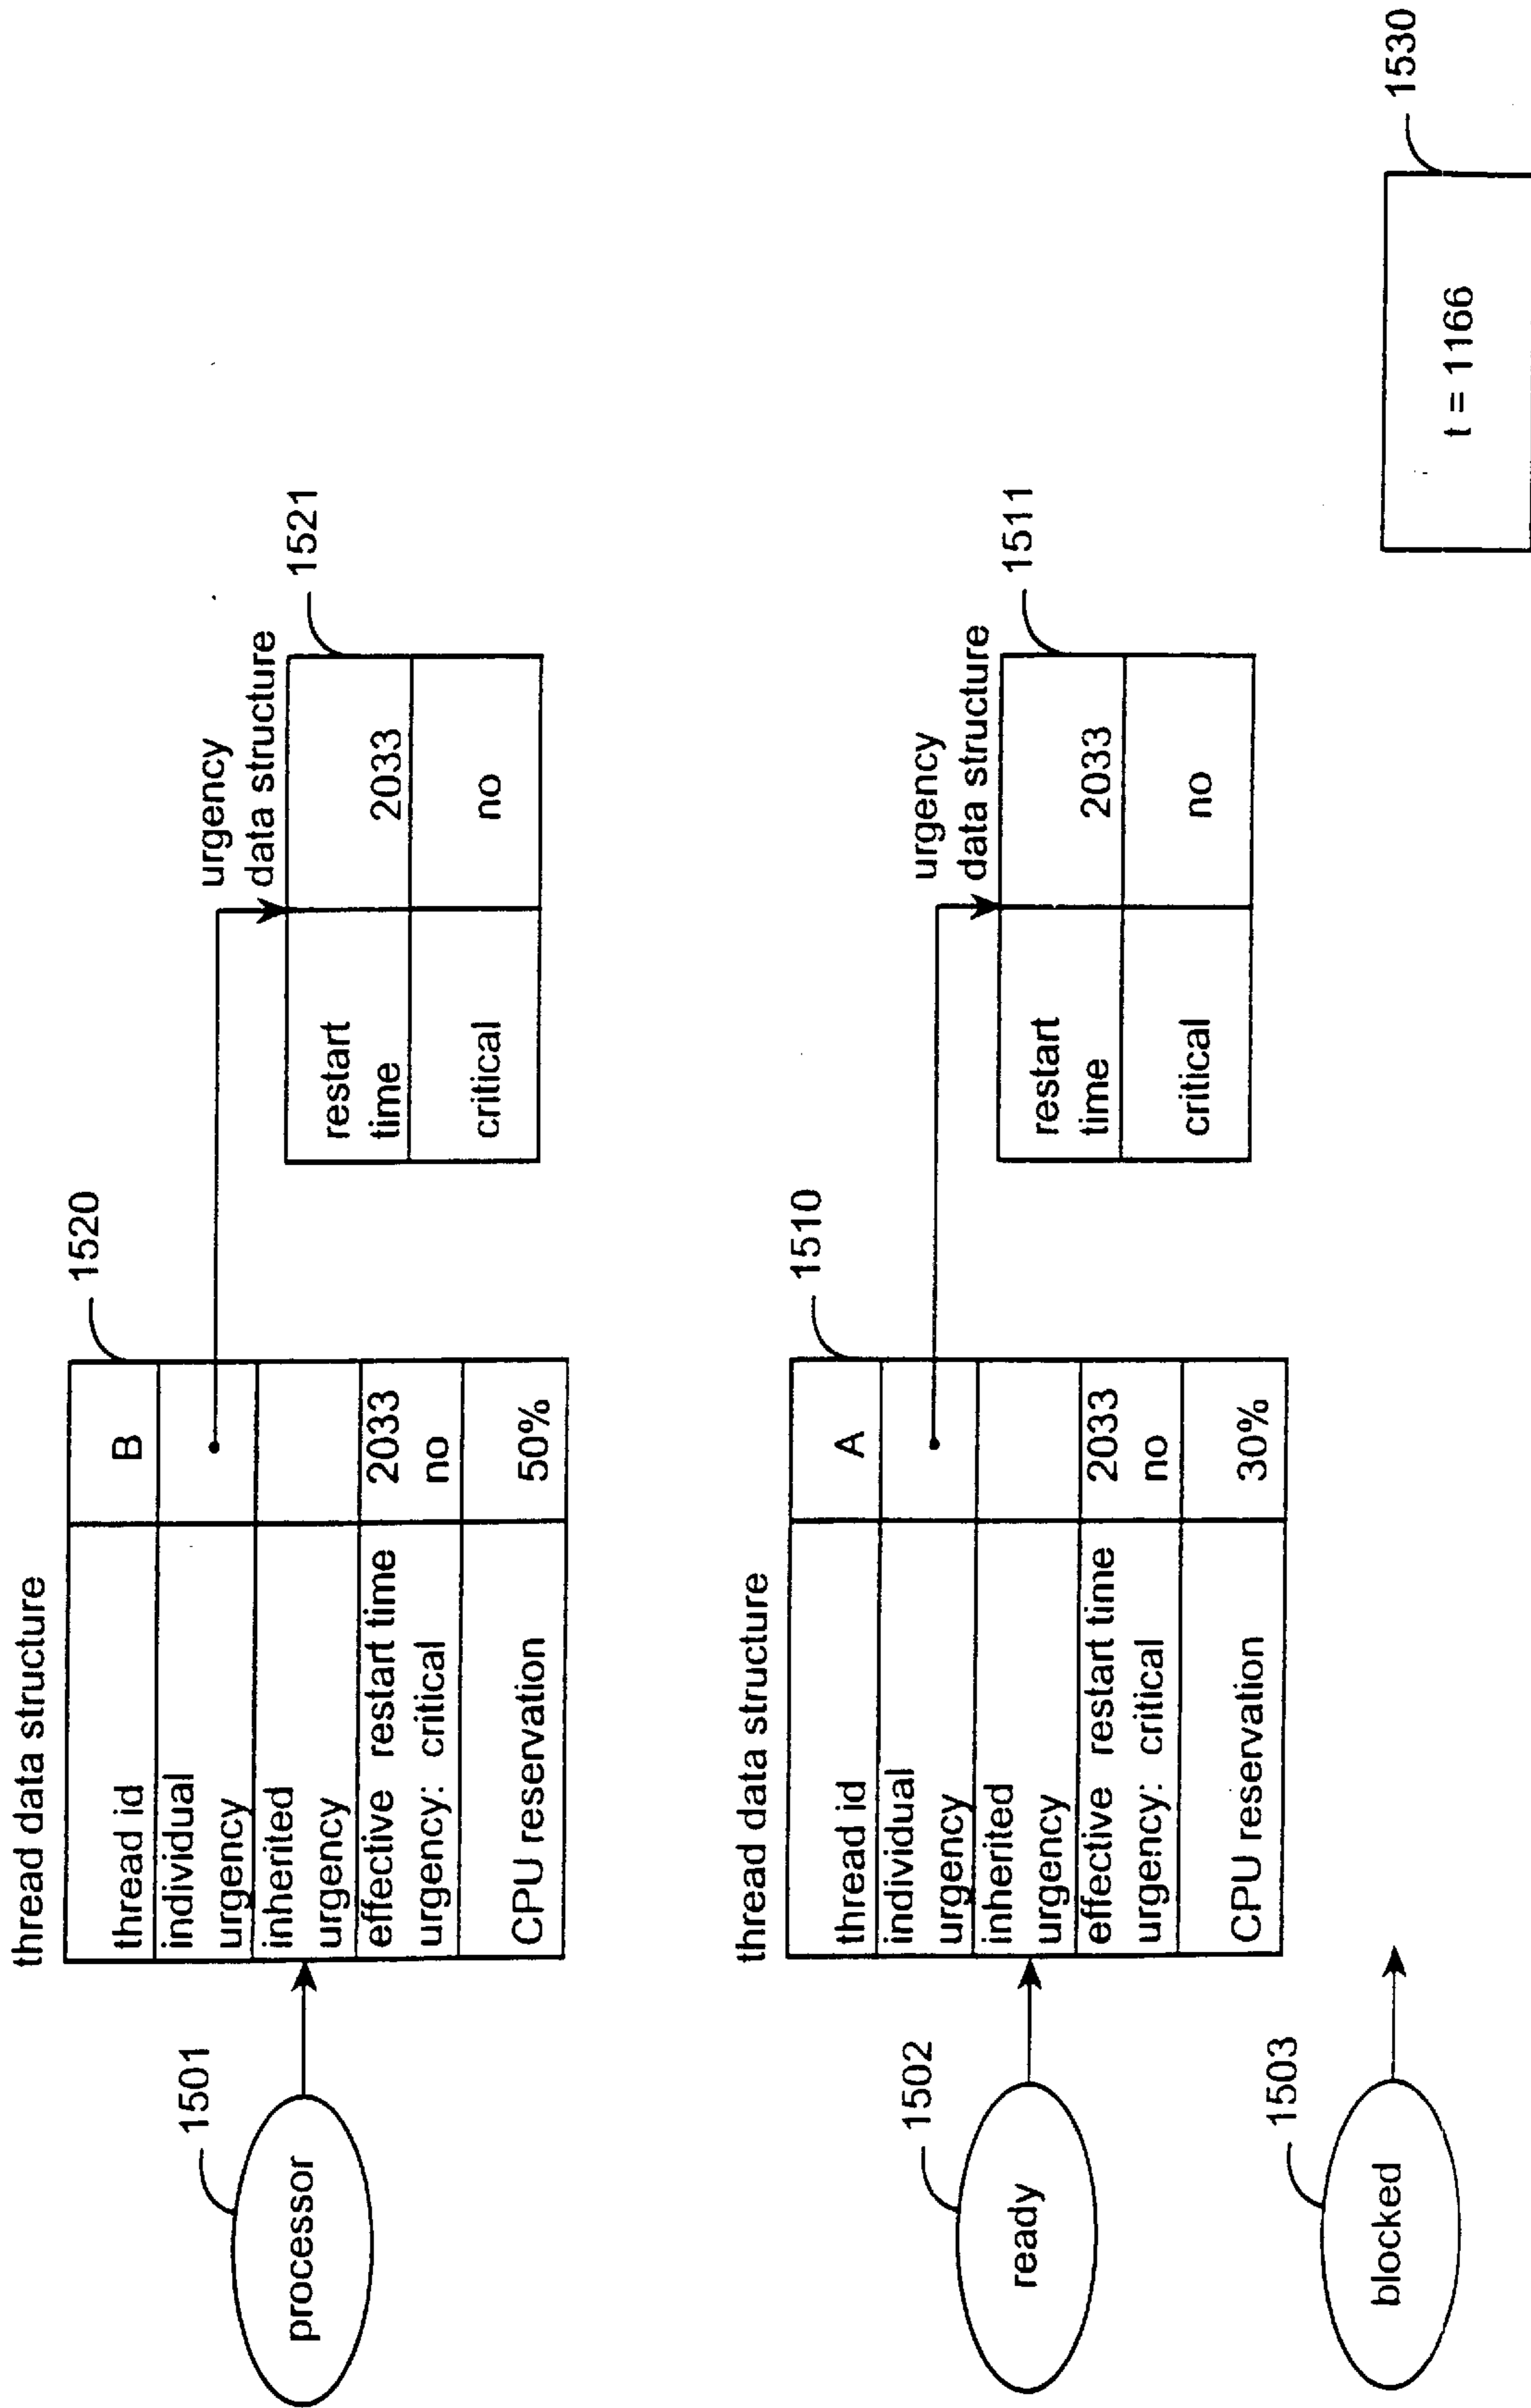 thread data structure
1520
thread id B
individual
urgency
inherited
urgency
effective restart time 2033
urgency: critical no
CPU reservation 50%
1501
processor
urgency
data structure
1521
restart
time 2033
critical no
thread data structure
1510
thread id A
individual
urgency
inherited
urgency
effective restart time 2033
urgency: critical no
CPU reservation 30%
1502
ready
urgency
data structure
1511
restart
time 2033
critical no
1503
blocked
1530
t = 1166